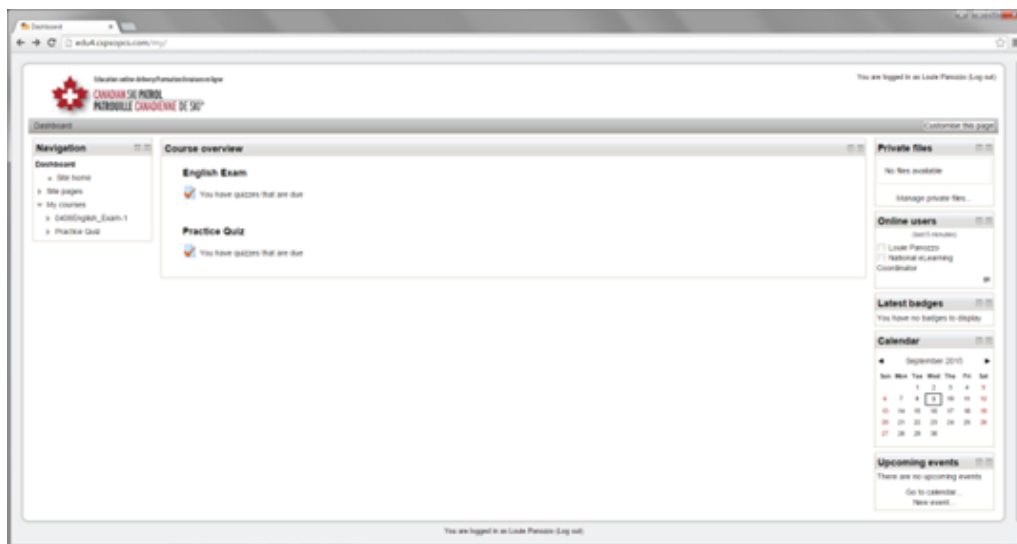 Dashboard
edu4.cspsopcs.com/my/
You are logged in as Louie Panozzo (Log out)
CANADIAN SKI PATROL
PATROUILLE CANADIENNE DE SKI
Dashboard
Customise this page
Navigation
Dashboard
Site home
Site pages
My courses
0408English_Exam-1
Practice Quiz
Course overview
English Exam
You have quizzes that are due
Practice Quiz
You have quizzes that are due
Private files
No files available
Manage private files...
Online users
(last 5 minutes)
Louie Panozzo
National eLearning
Coordinator
Latest badges
You have no badges to display
Calendar
September 2015
Sun Mon Tue Wed Thu Fri Sat
1 2 3 4 5
6 7 8 9 10 11 12
13 14 15 16 17 18 19
20 21 22 23 24 25 26
27 28 29 30
Upcoming events
There are no upcoming events
Go to calendar...
New event...
You are logged in as Louie Panozzo (Log out)